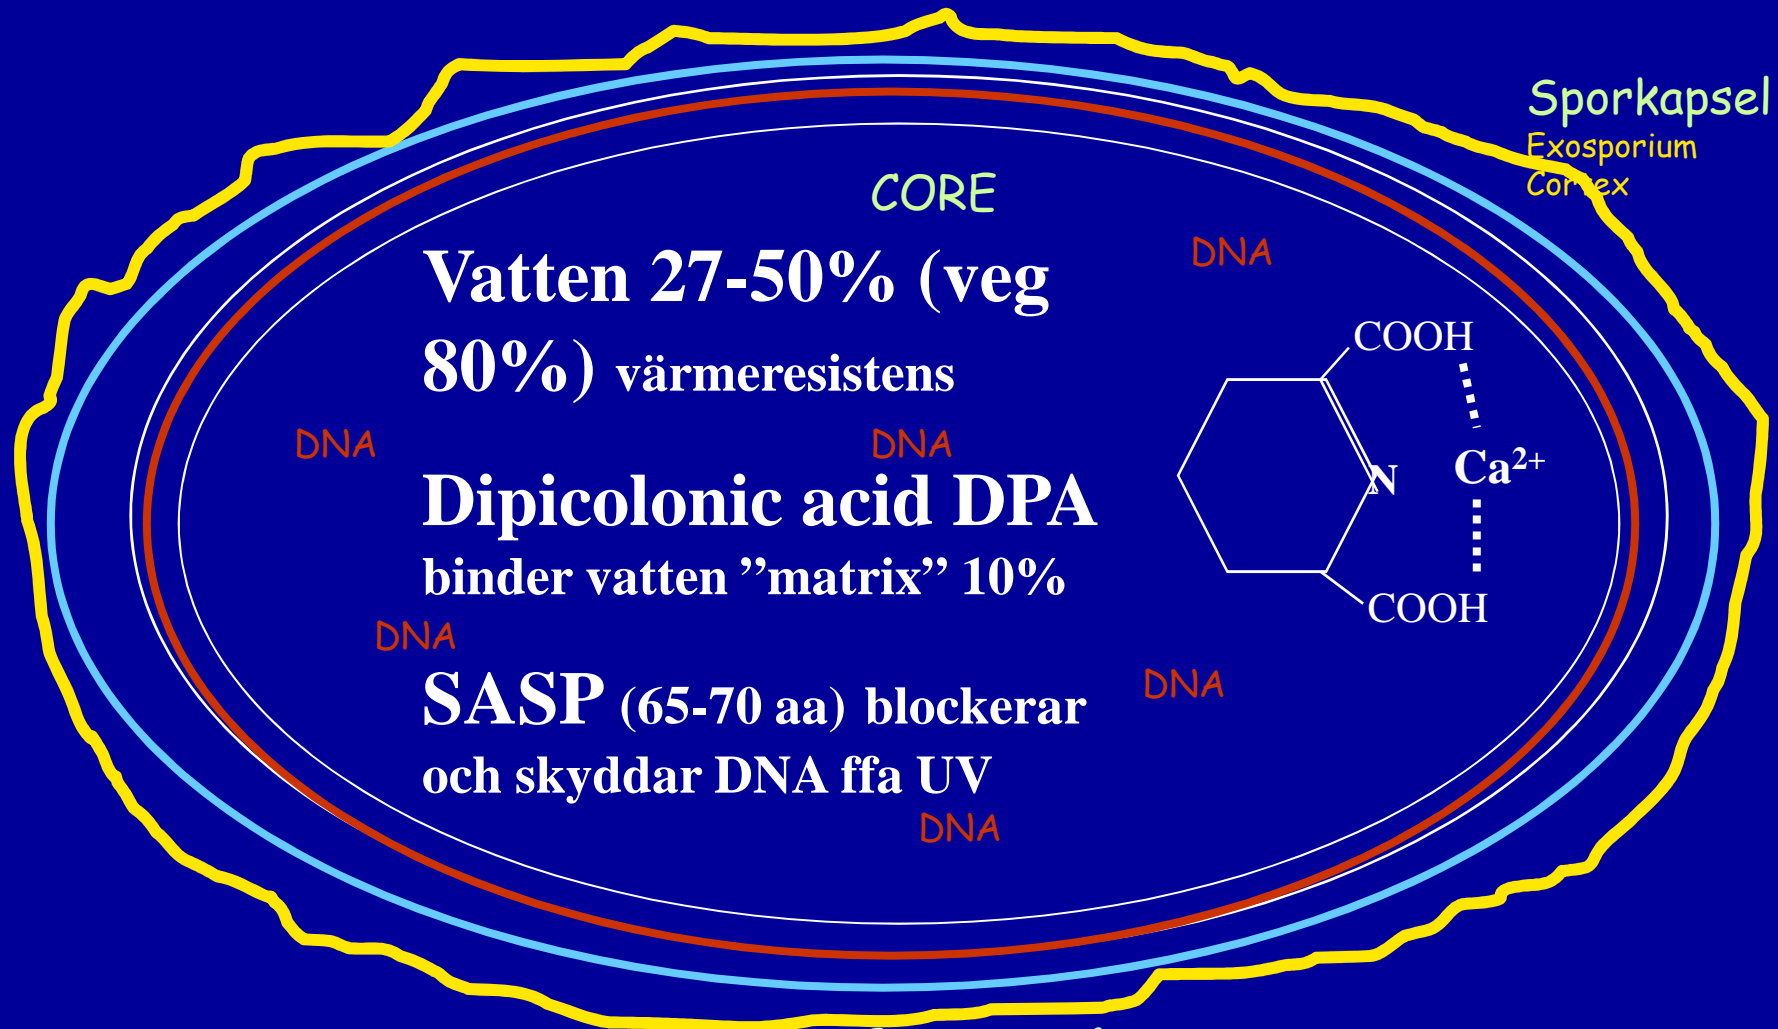 Sporkapsel
Exosporium
Cortex
CORE
DNA
Vatten 27-50% (veg
80%) värmeresistens
COOH
DNA
DNA
N
Ca2+
Dipicolonic acid DPA
binder vatten ”matrix” 10%
COOH
DNA
DNA
SASP (65-70 aa) blockerar
och skyddar DNA ffa UV
DNA